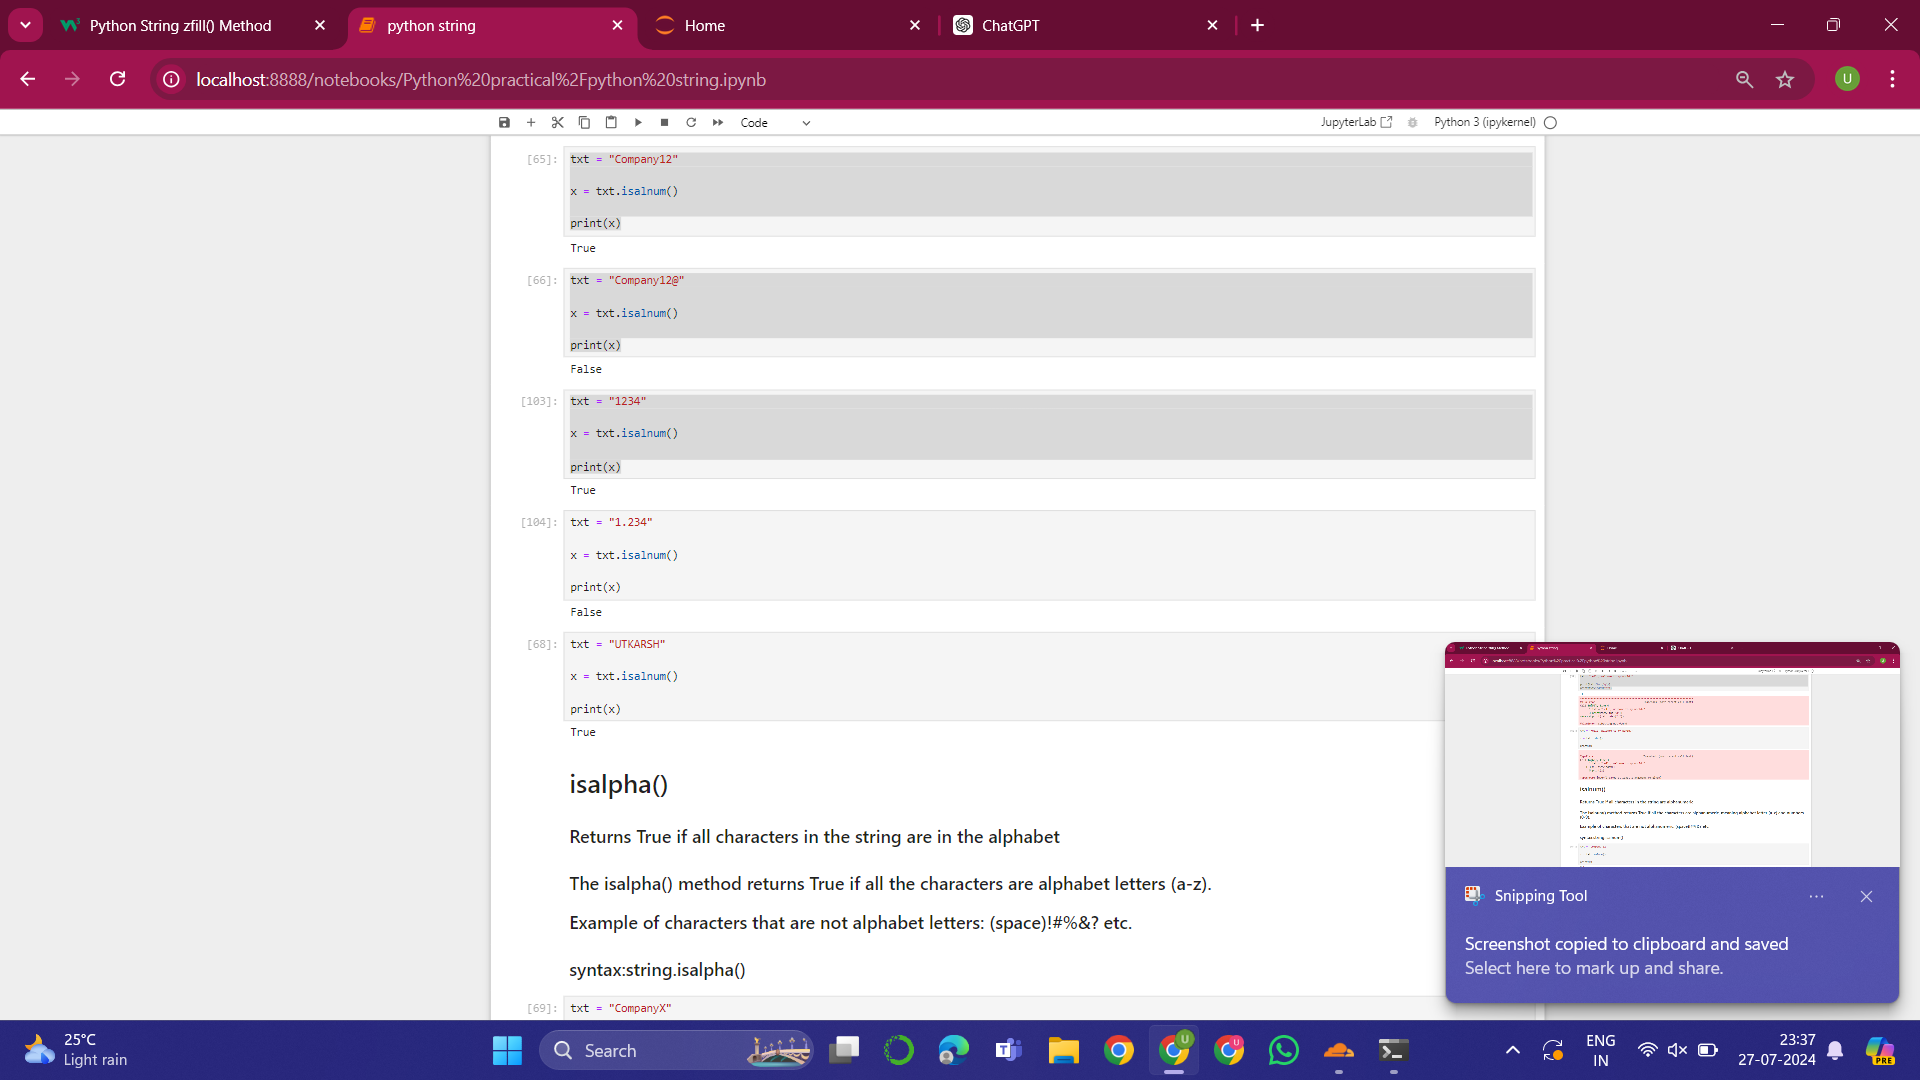 Python String zfill() Method
python string
Home
ChatGPT
localhost:8888/notebooks/Python%20practical%2Fpython%20string.ipynb
U
Code
JupyterLab
Python 3 (ipykernel)
[65]:
txt = "Company12"
x = txt.isalnum()
print(x)
True
[66]:
txt = "Company12@"
x = txt.isalnum()
print(x)
False
[103]:
txt = "1234"
x = txt.isalnum()
print(x)
True
[104]:
txt = "1.234"
x = txt.isalnum()
print(x)
False
[68]:
txt = "UTKARSH"
x = txt.isalnum()
print(x)
True
isalpha()
Returns True if all characters in the string are in the alphabet
The isalpha() method returns True if all the characters are alphabet letters (a-z).
Example of characters that are not alphabet letters: (space)!#%&? etc.
syntax:string.isalpha()
[69]:
txt = "CompanyX"
isalnum()
Snipping Tool
Screenshot copied to clipboard and saved
Select here to mark up and share.
25°C
Light rain
Search
ENG
IN
23:37
27-07-2024
PRE